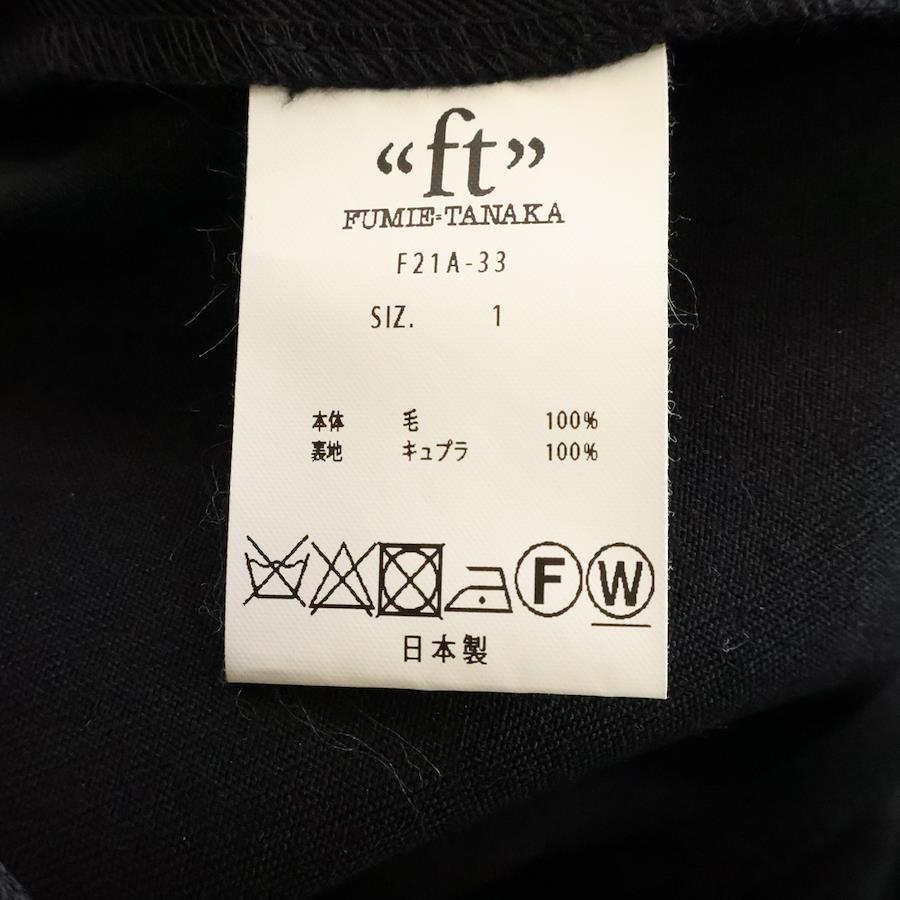 “ft”
FUMIE=TANAKA
F21A-33
SIZ. 1
本体 毛 100%
裏地 キュプラ 100%
F W
日本製